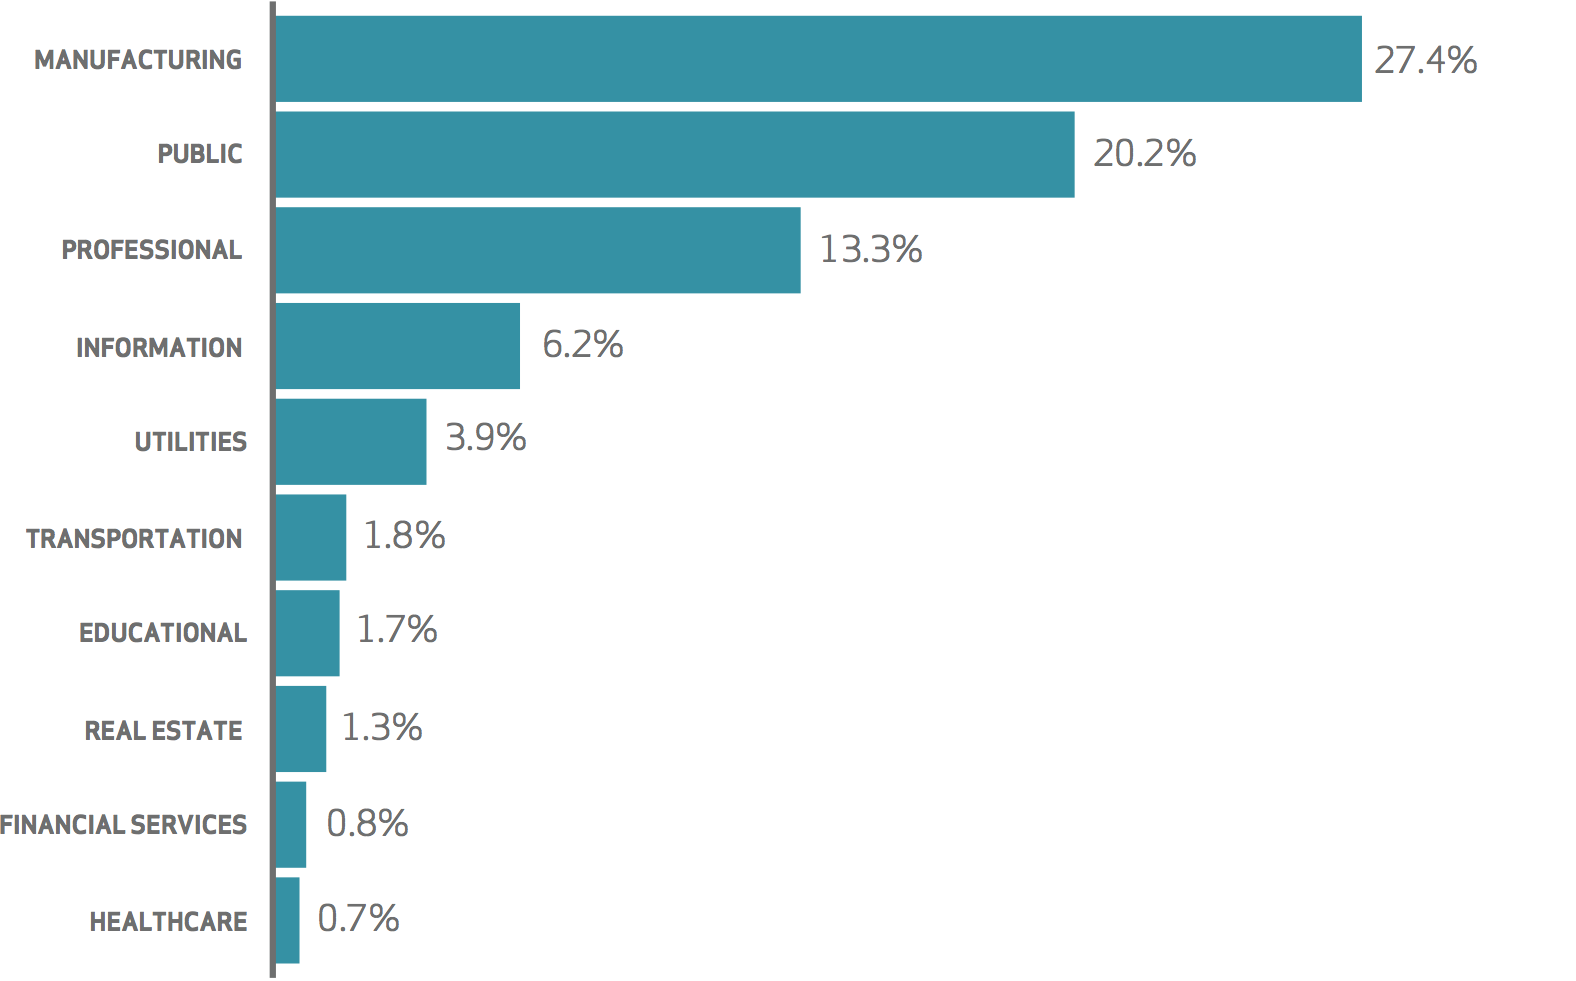 MANUFACTURING 27.4%
PUBLIC 20.2%
PROFESSIONAL 13.3%
INFORMATION 6.2%
UTILITIES 3.9%
TRANSPORTATION 1.8%
EDUCATIONAL 1.7%
REAL ESTATE 1.3%
FINANCIAL SERVICES 0.8%
HEALTHCARE 0.7%